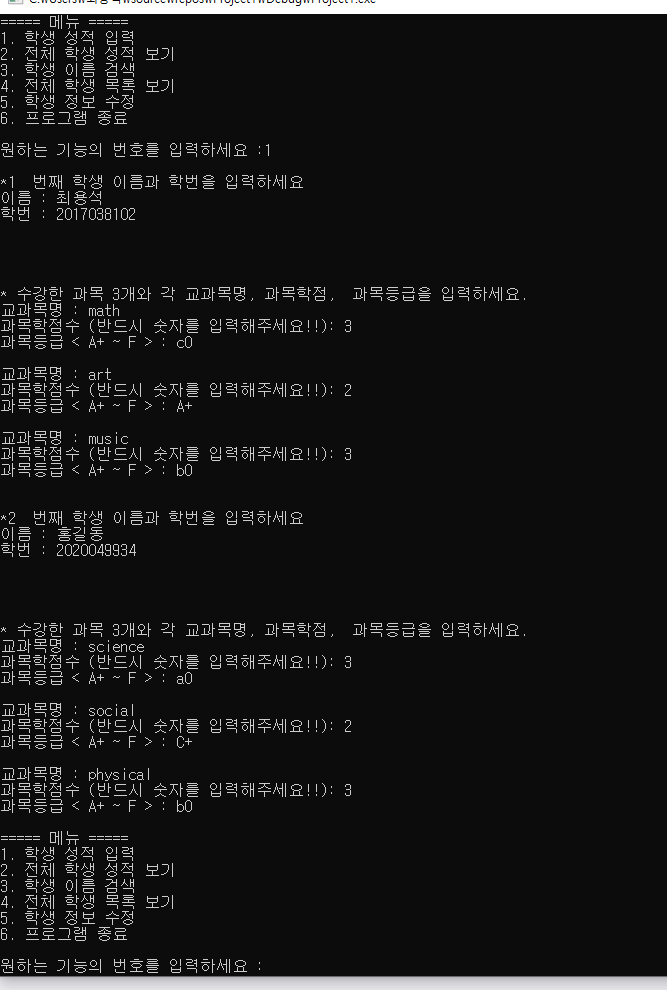 ===== 메뉴 =====
1. 학생 성적 입력
2. 전체 학생 성적 보기
3. 학생 이름 검색
4. 전체 학생 목록 보기
5. 학생 정보 수정
6. 프로그램 종료
원하는 기능의 번호를 입력하세요 :1
*1  번째 학생 이름과 학번을 입력하세요
이름 : 최용석
학번 : 2017038102
* 수강한 과목 3개와 각 교과목명, 과목학점,  과목등급을 입력하세요.
교과목명 : math
과목학점수 (반드시 숫자를 입력해주세요!!): 3
과목등급 < A+ ~ F > : c0
교과목명 : art
과목학점수 (반드시 숫자를 입력해주세요!!): 2
과목등급 < A+ ~ F > : A+
교과목명 : music
과목학점수 (반드시 숫자를 입력해주세요!!): 3
과목등급 < A+ ~ F > : b0
*2  번째 학생 이름과 학번을 입력하세요
이름 : 홍길동
학번 : 2020049934
* 수강한 과목 3개와 각 교과목명, 과목학점,  과목등급을 입력하세요.
교과목명 : science
과목학점수 (반드시 숫자를 입력해주세요!!): 3
과목등급 < A+ ~ F > : a0
교과목명 : social
과목학점수 (반드시 숫자를 입력해주세요!!): 2
과목등급 < A+ ~ F > : C+
교과목명 : physical
과목학점수 (반드시 숫자를 입력해주세요!!): 3
과목등급 < A+ ~ F > : b0
===== 메뉴 =====
1. 학생 성적 입력
2. 전체 학생 성적 보기
3. 학생 이름 검색
4. 전체 학생 목록 보기
5. 학생 정보 수정
6. 프로그램 종료
원하는 기능의 번호를 입력하세요 :